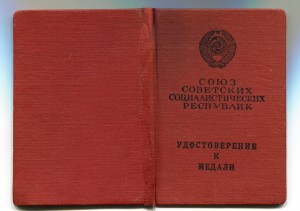 СОЮЗ
СОВЕТСКИХ
СОЦИАЛИСТИЧЕСКИХ
РЕСПУБЛИК
УДОСТОВЕРЕНИЕ
К
МЕДАЛИ